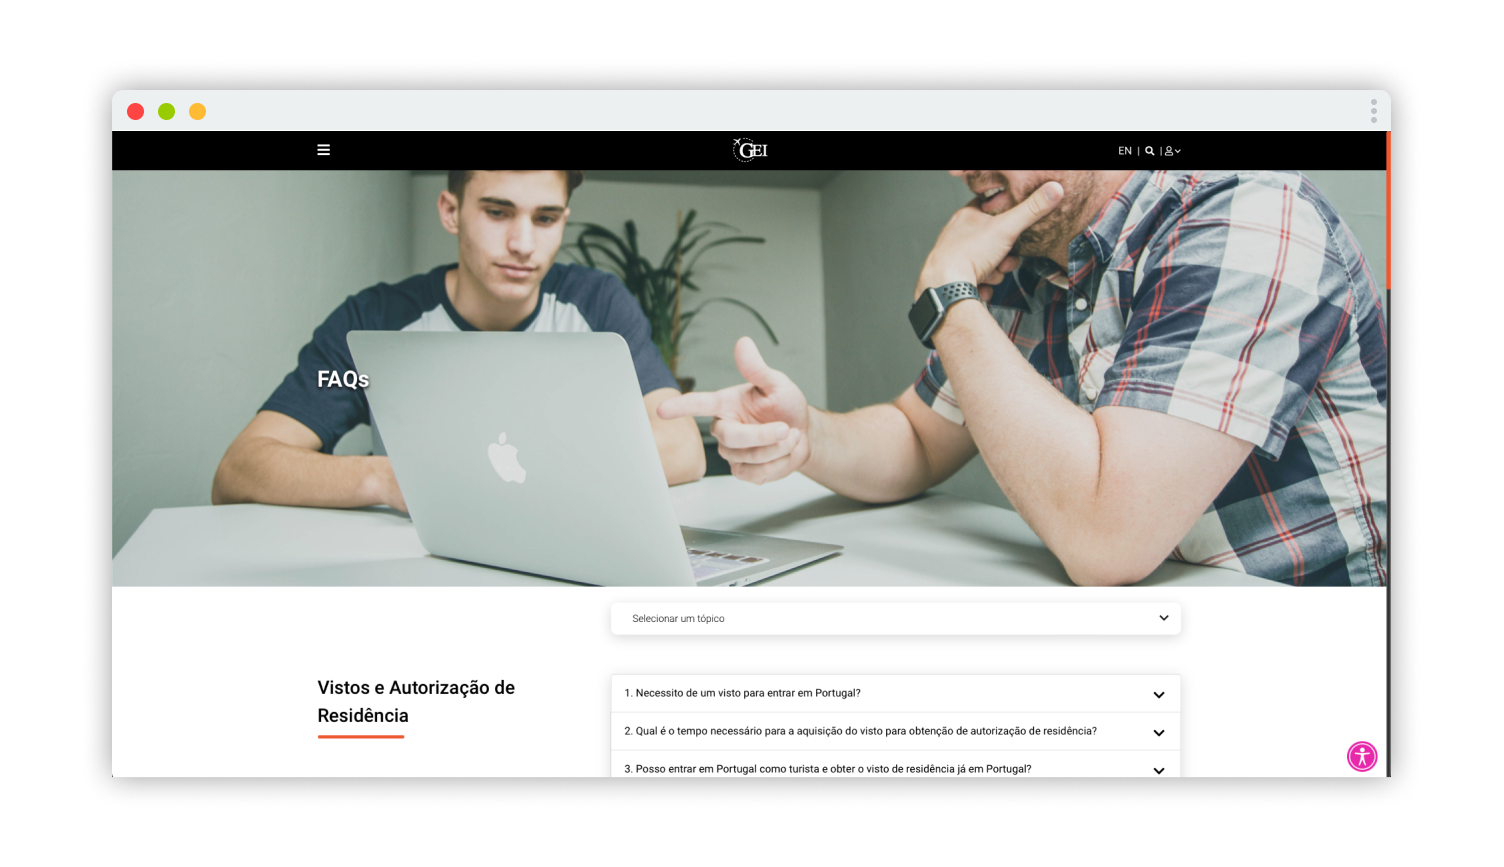 GEI
EN | |
FAQs
Selecionar um tópico
Vistos e Autorização de
Residência
1. Necessito de um visto para entrar em Portugal?
2. Qual é o tempo necessário para a aquisição do visto para obtenção de autorização de residência?
3. Posso entrar em Portugal como turista e obter o visto de residência já em Portugal?